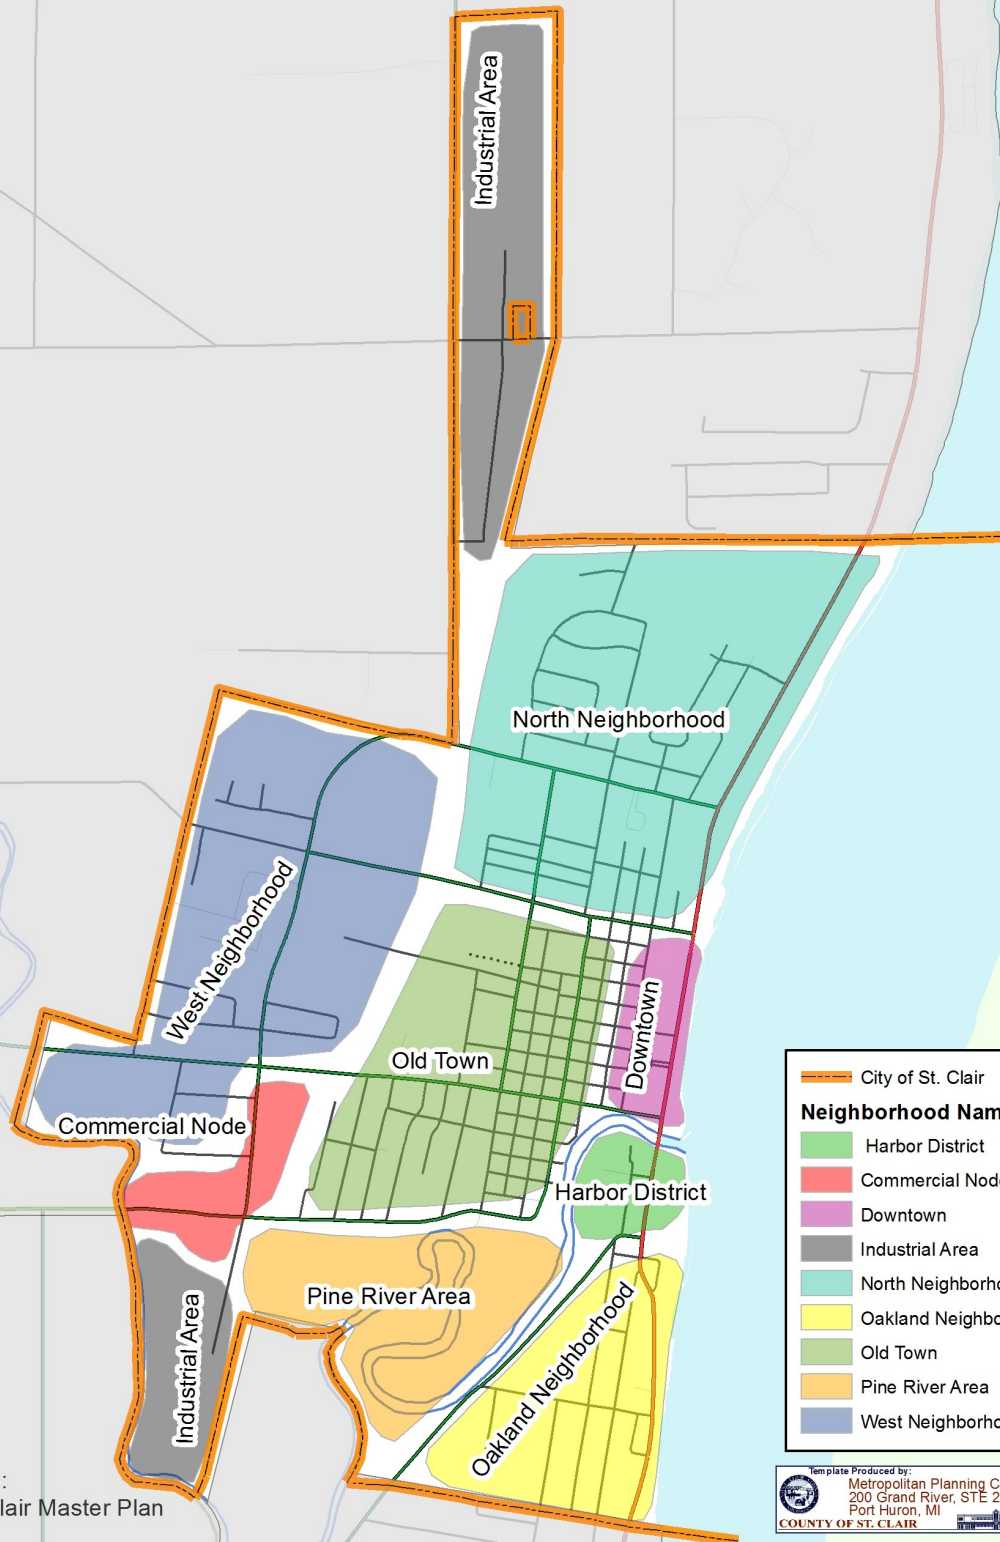 Industrial Area
North Neighborhood
West Neighborhood
Downtown
Old Town
Commercial Node
Harbor District
Pine River Area
Industrial Area
Oakland Neighborhood
City of St. Clair
Neighborhood Nam
Harbor District
Commercial Node
Downtown
Industrial Area
North Neighborho
Oakland Neighbo
Old Town
Pine River Area
West Neighborho
:
lair Master Plan
Template Produced by:
Metropolitan Planning C
200 Grand River, STE 2
Port Huron, MI
COUNTY OF ST. CLAIR